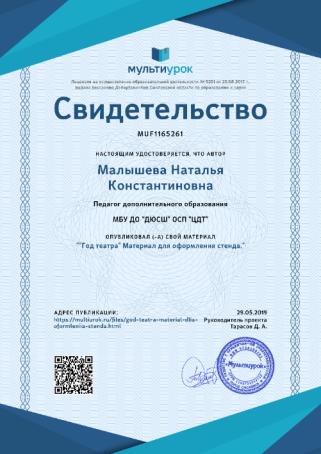 мультиурок
Лицензия на осуществление образовательной деятельности № 5201 от 20.08.2017 г.
выдана Департаментом Смоленской области по образованию и науке
Свидетельство
MUF1165261
НАСТОЯЩИМ УДОСТОВЕРЯЕТСЯ, ЧТО АВТОР
Малышева Наталья
Константиновна
Педагог дополнительного образования
МБУ ДО "ДЮСШ" ОСП "ЦДТ"
ОПУБЛИКОВАЛ (-А) СВОЙ МАТЕРИАЛ
""Год театра" Материал для оформления стенда."
АДРЕС ПУБЛИКАЦИИ:
https://multiurok.ru/files/god-teatra-material-dlia-
oformleniia-stenda.html
29.05.2019
Руководитель проекта
Тарасов Д. А.
«Мультиурок»